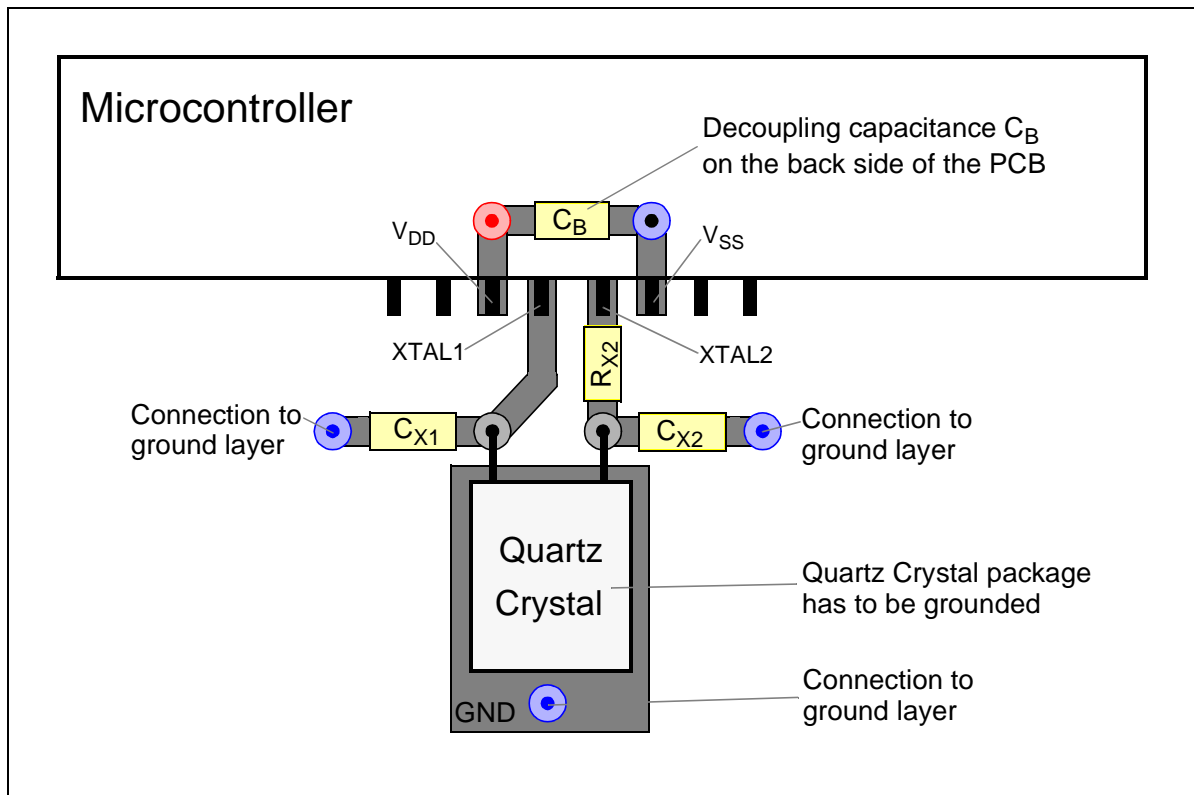 Microcontroller
Decoupling capacitance CB
on the back side of the PCB
CB
VDD
VSS
XTAL1
XTAL2
RX2
Connection to
ground layer
CX1
CX2
Connection to
ground layer
Quartz
Crystal
Quartz Crystal package
has to be grounded
Connection to
ground layer
GND